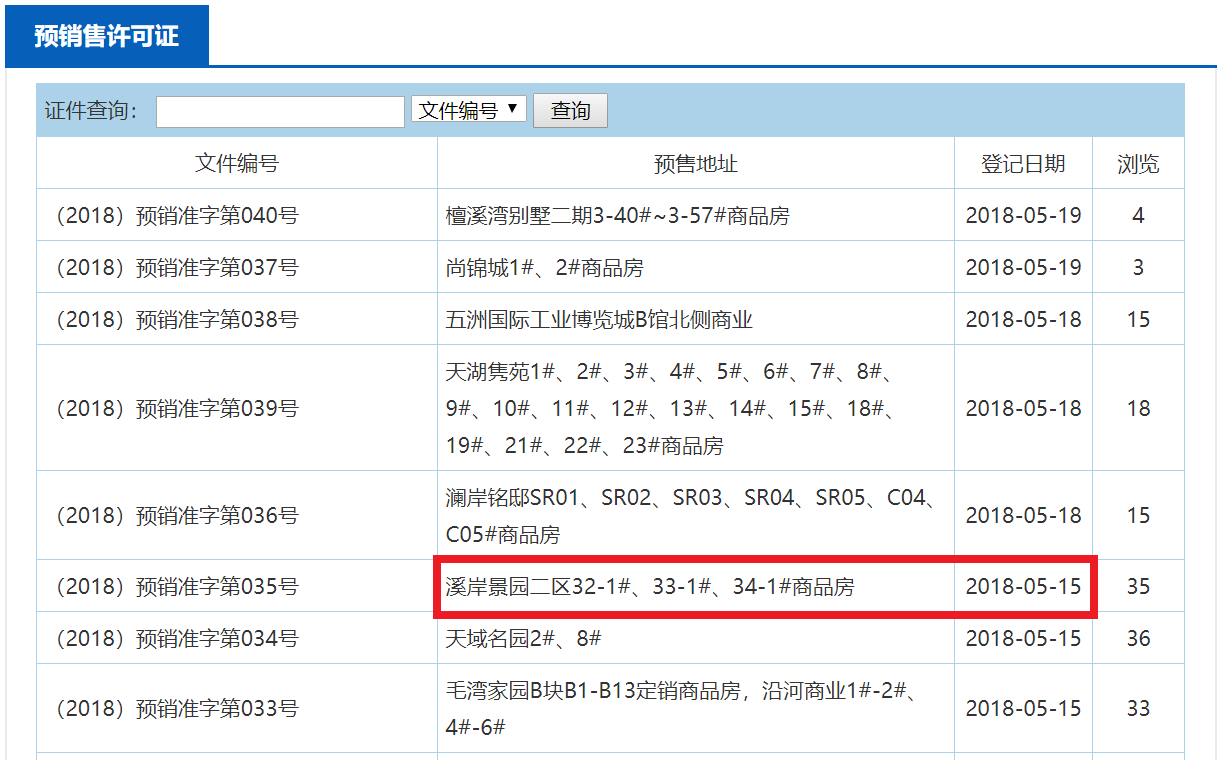 预销售许可证
证件查询： 文件编号 ▼ 查询
文件编号 预售地址 登记日期 浏览
（2018）预销准字第040号 檀溪湾别墅二期3-40#~3-57#商品房 2018-05-19 4
（2018）预销准字第037号 尚锦城1#、2#商品房 2018-05-19 3
（2018）预销准字第038号 五洲国际工业博览城B馆北侧商业 2018-05-18 15
天湖隽苑1#、2#、3#、4#、5#、6#、7#、8#、
（2018）预销准字第039号 9#、10#、11#、12#、13#、14#、15#、18#、 2018-05-18 18
19#、21#、22#、23#商品房
（2018）预销准字第036号 澜岸铭邸SR01、SR02、SR03、SR04、SR05、C04、 2018-05-18 15
C05#商品房
（2018）预销准字第035号 溪岸景园二区32-1#、33-1#、34-1#商品房 2018-05-15 35
（2018）预销准字第034号 天域名园2#、8# 2018-05-15 36
（2018）预销准字第033号 毛湾家园B块B1-B13定销商品房，沿河商业1#-2#、 2018-05-15 33
4#-6#